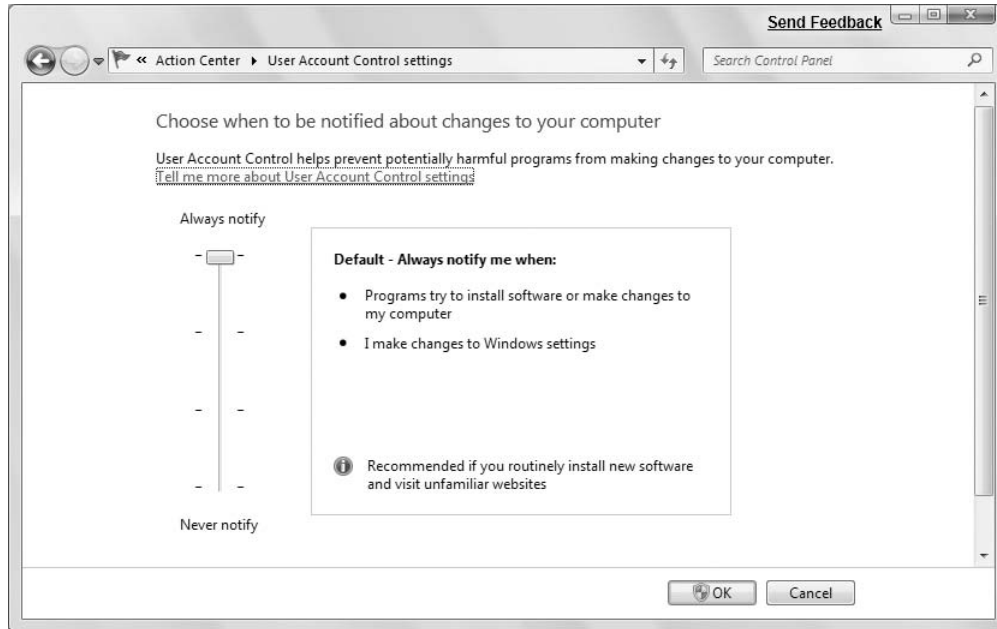 Send Feedback
« Action Center ▸ User Account Control settings
Search Control Panel
Choose when to be notified about changes to your computer
User Account Control helps prevent potentially harmful programs from making changes to your computer.
Tell me more about User Account Control settings
Always notify
Default - Always notify me when:
• Programs try to install software or make changes to
my computer
• I make changes to Windows settings
Recommended if you routinely install new software
and visit unfamiliar websites
Never notify
OK
Cancel